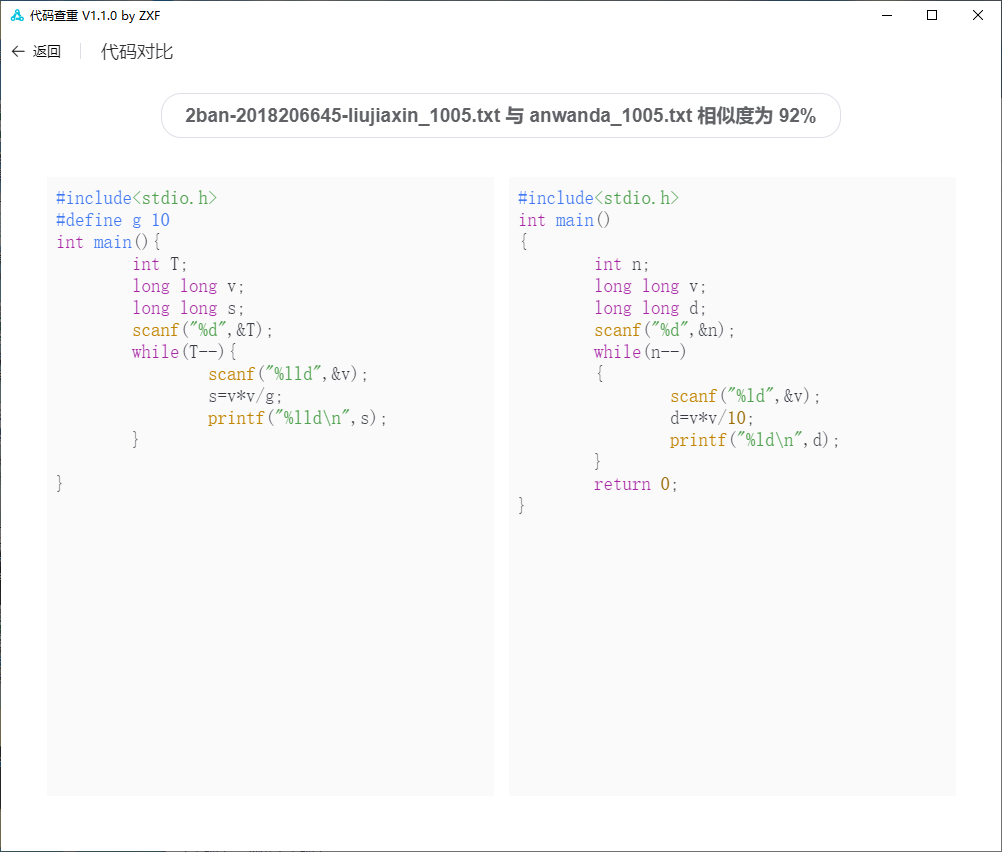 代码查重 V1.1.0 by ZXF
返回
代码对比
2ban-2018206645-liujiaxin_1005.txt 与 anwanda_1005.txt 相似度为 92%
#include<stdio.h>
#define g 10
int main(){
int T;
long long v;
long long s;
scanf("%d",&T);
while(T--){
scanf("%lld",&v);
s=v*v/g;
printf("%lld\n",s);
}
}
#include<stdio.h>
int main()
{
int n;
long long v;
long long d;
scanf("%d",&n);
while(n--)
{
scanf("%ld",&v);
d=v*v/10;
printf("%ld\n",d);
}
return 0;
}